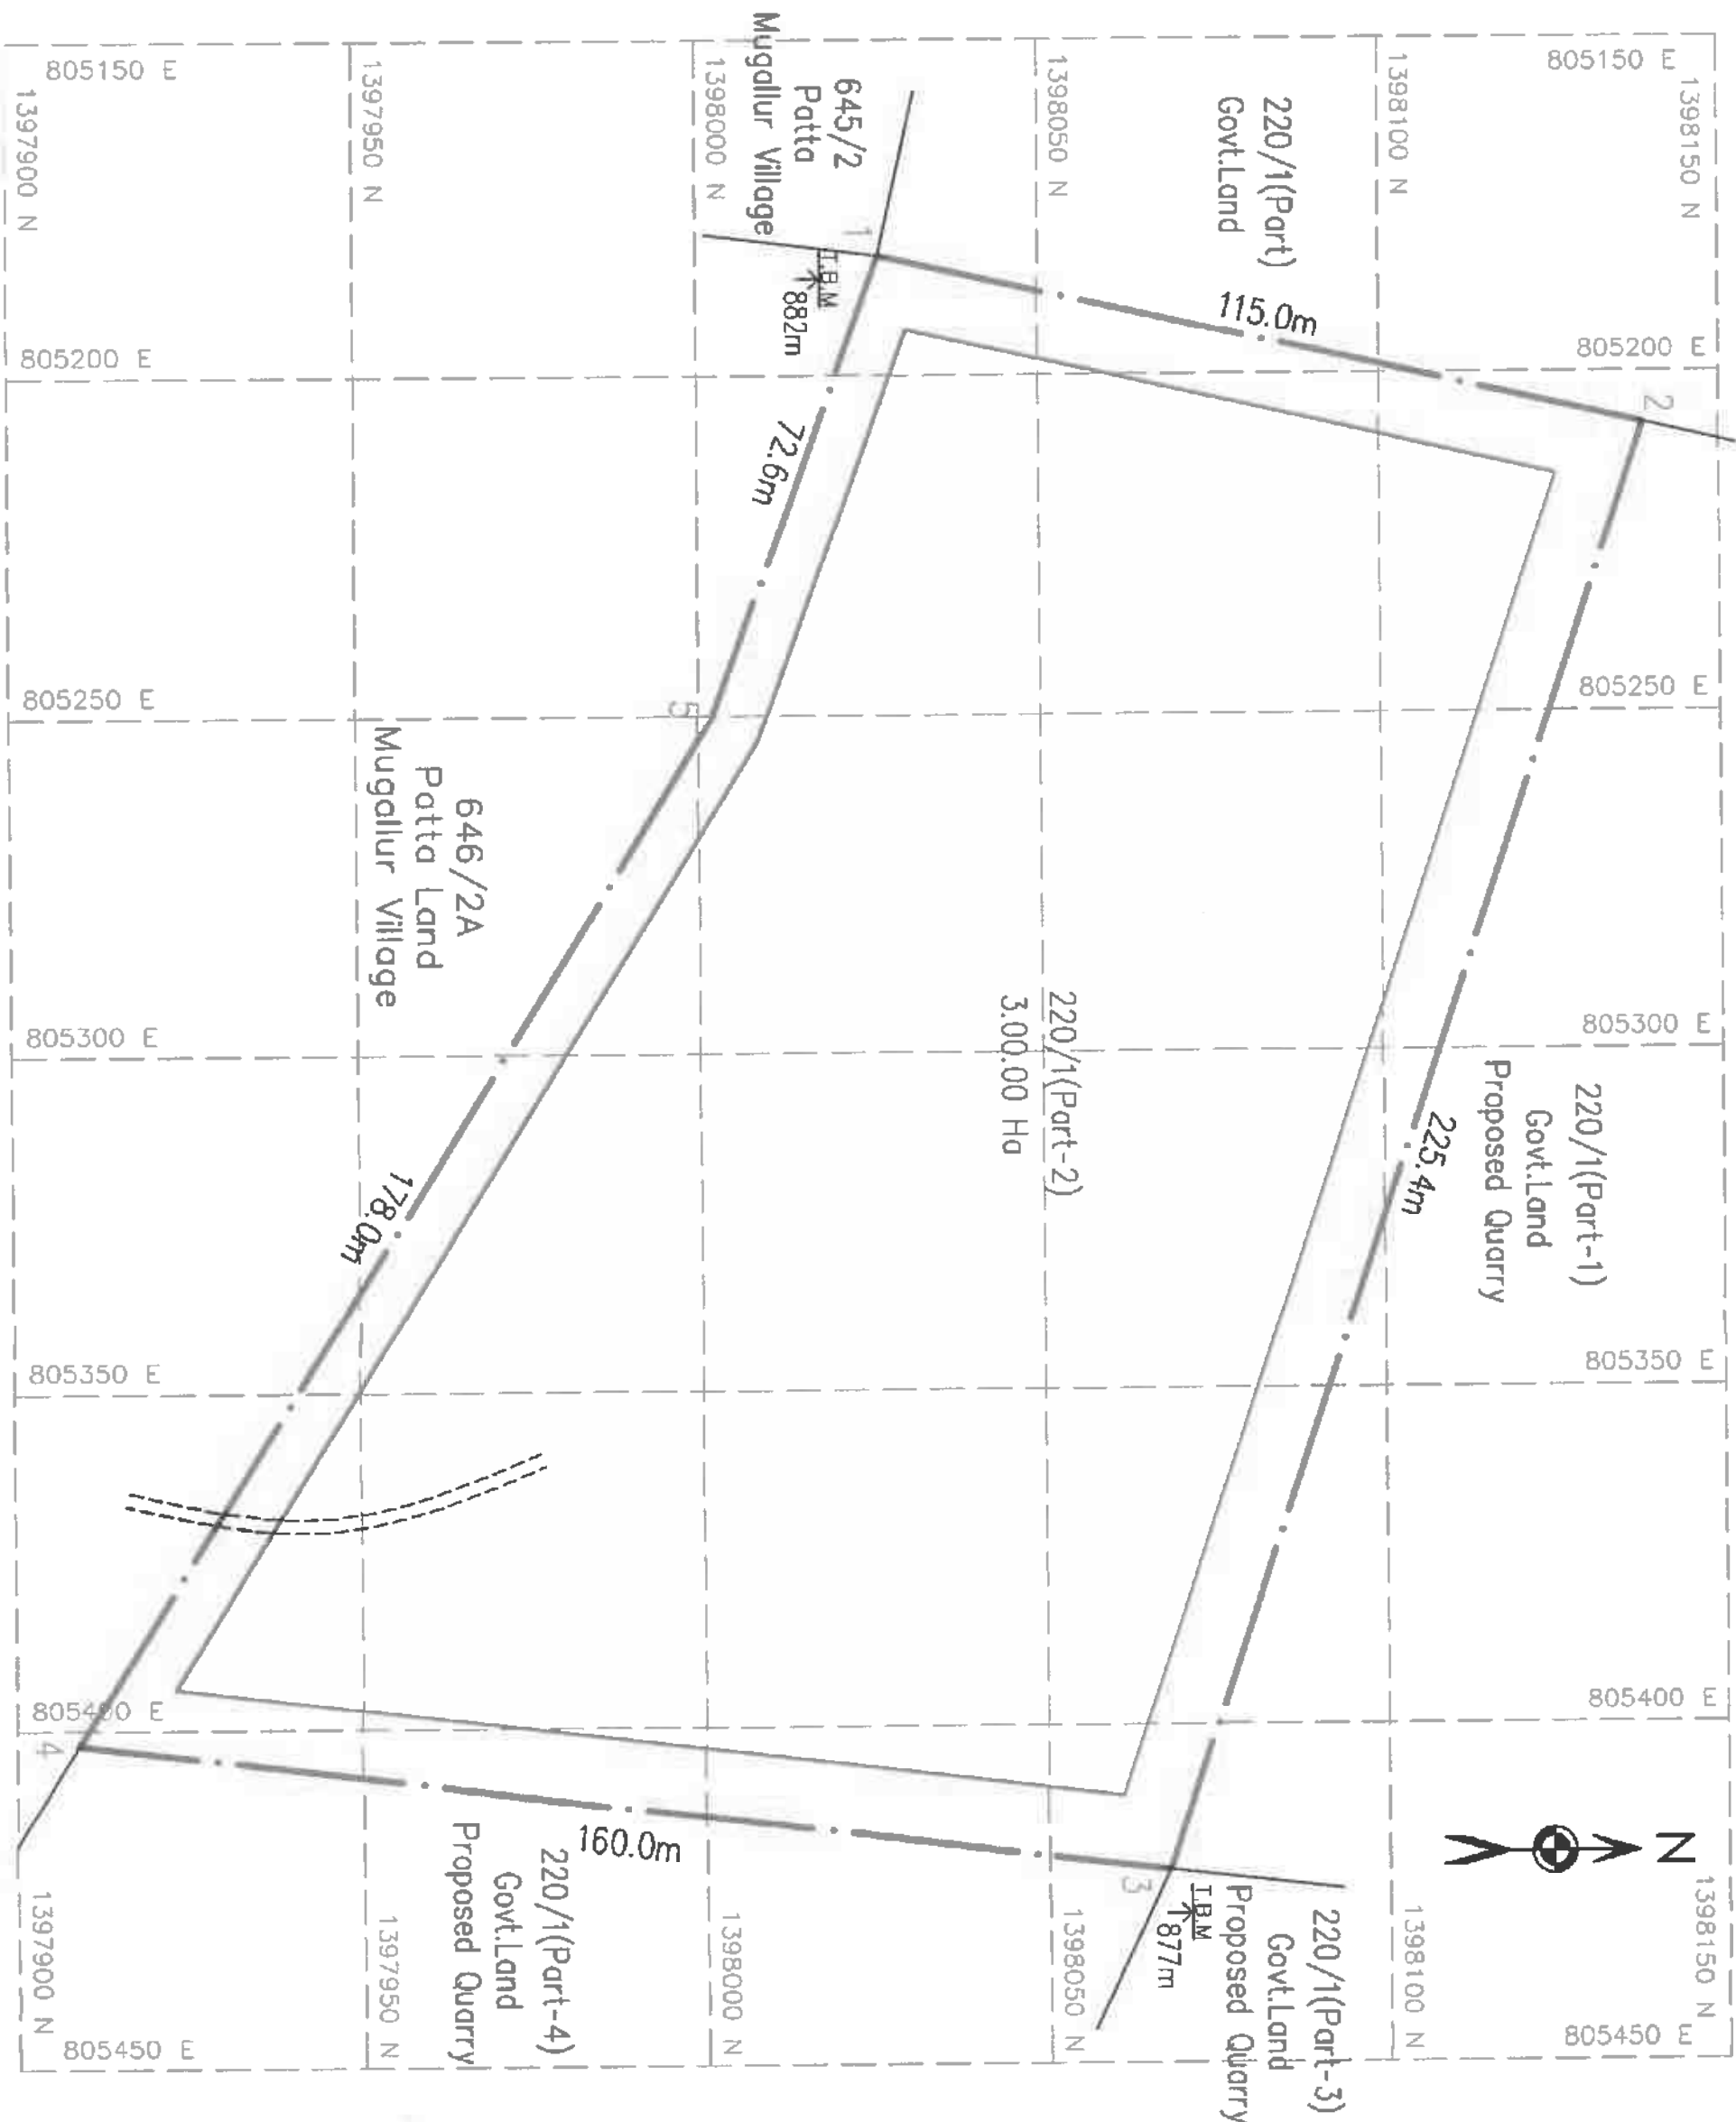 805150 E
1398150 N
805200 E
805250 E
805300 E
805350 E
805400 E
805450 E
1398150 N
1398100 N
1398100 N
1398050 N
1398050 N
1398000 N
1398000 N
1397950 N
1397950 N
1397900 N
1397900 N
805150 E
805200 E
805250 E
805300 E
805350 E
805400 E
805450 E
N
220/1(Part)
Govt.Land
645/2
Patta
Mugallur Village
1
T.B.M
882m
115.0m
2
72.6m
5
220/1(Part-1)
Govt.Land
Proposed Quarry
225.4m
220/1(Part-2)
3.00.00 Ha
646/2A
Patta Land
Mugallur Village
178.0m
4
160.0m
220/1(Part-4)
Govt.Land
Proposed Quarry
3
T.B.M
877m
220/1(Part-3)
Govt.Land
Proposed Quarry